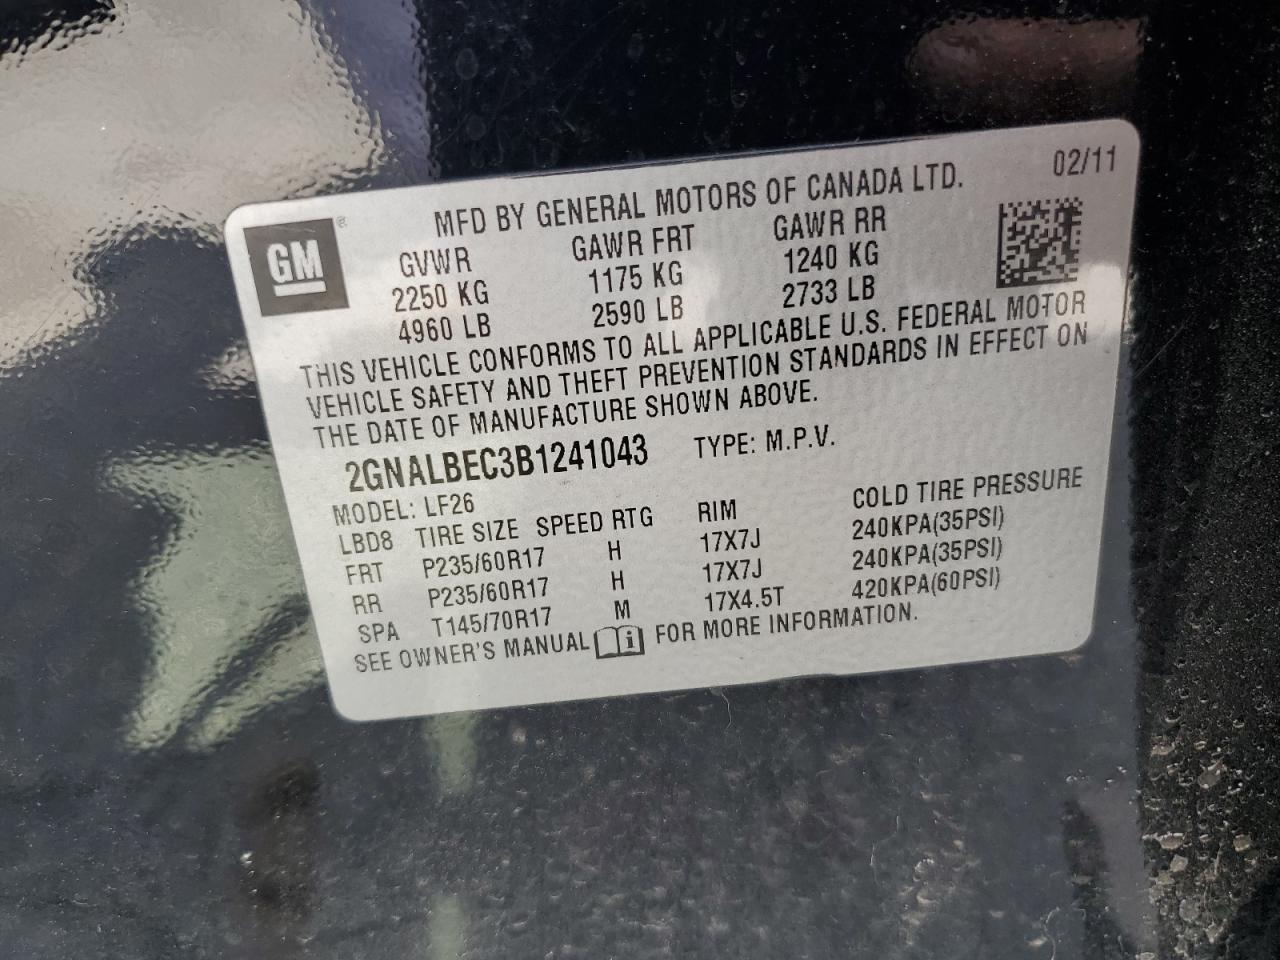 02/11
MFD BY GENERAL MOTORS OF CANADA LTD.
GM®
GVWR GAWR FRT GAWR RR
2250 KG 1175 KG 1240 KG
4960 LB 2590 LB 2733 LB
THIS VEHICLE CONFORMS TO ALL APPLICABLE U.S. FEDERAL MOTOR
VEHICLE SAFETY AND THEFT PREVENTION STANDARDS IN EFFECT ON
THE DATE OF MANUFACTURE SHOWN ABOVE.
2GNALBEC3B1241043 TYPE: M.P.V.
MODEL: LF26
LBD8 TIRE SIZE SPEED RTG RIM COLD TIRE PRESSURE
FRT P235/60R17 H 17X7J 240KPA(35PSI)
RR P235/60R17 H 17X7J 240KPA(35PSI)
SPA T145/70R17 M 17X4.5T 420KPA(60PSI)
SEE OWNER'S MANUAL i FOR MORE INFORMATION.